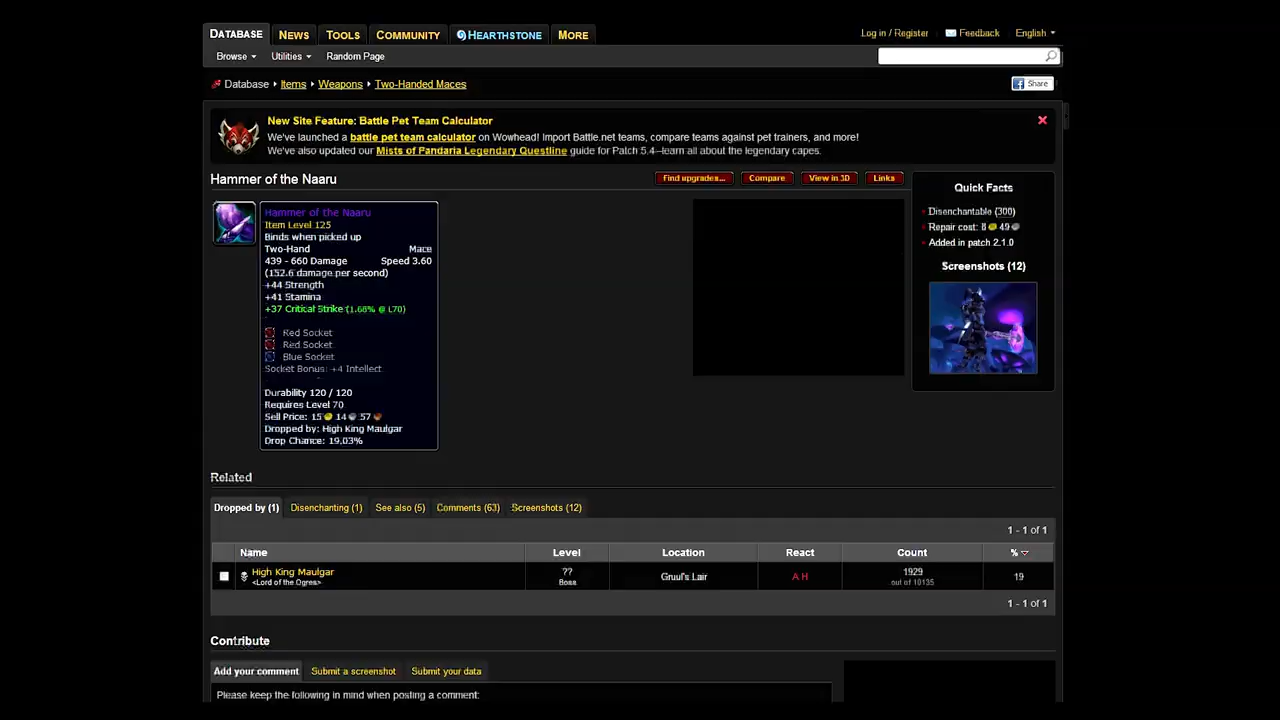 DATABASE NEWS TOOLS COMMUNITY HEARTHSTONE MORE
Log in / Register Feedback English
Browse Utilities Random Page
Database Items Weapons Two-Handed Maces
Share
New Site Feature: Battle Pet Team Calculator
We've launched a battle pet team calculator on Wowhead! Import Battle.net teams, compare teams against pet trainers, and more!
We've also updated our Mists of Pandaria Legendary Questline guide for Patch 5.4—learn all about the legendary capes.
Hammer of the Naaru
Find upgrades... Compare View in 3D Links
Hammer of the Naaru
Item Level 125
Binds when picked up
Two-Hand Mace
439 - 660 Damage Speed 3.60
(152.6 damage per second)
+44 Strength
+41 Stamina
+37 Critical Strike (1.68% @ L70)
Red Socket
Red Socket
Blue Socket
Socket Bonus: +4 Intellect
Durability 120 / 120
Requires Level 70
Sell Price: 15 14 57
Dropped by: High King Maulgar
Drop Chance: 19.03%
Quick Facts
Disenchantable (300)
Repair cost: 8 49
Added in patch 2.1.0
Screenshots (12)
Related
Dropped by (1) Disenchanting (1) See also (5) Comments (63) Screenshots (12)
1 - 1 of 1
Name Level Location React Count %
High King Maulgar ?? Gruul's Lair A H 1929 19
<Lord of the Ogres> Boss out of 10135
1 - 1 of 1
Contribute
Add your comment Submit a screenshot Submit your data
Please keep the following in mind when posting a comment: